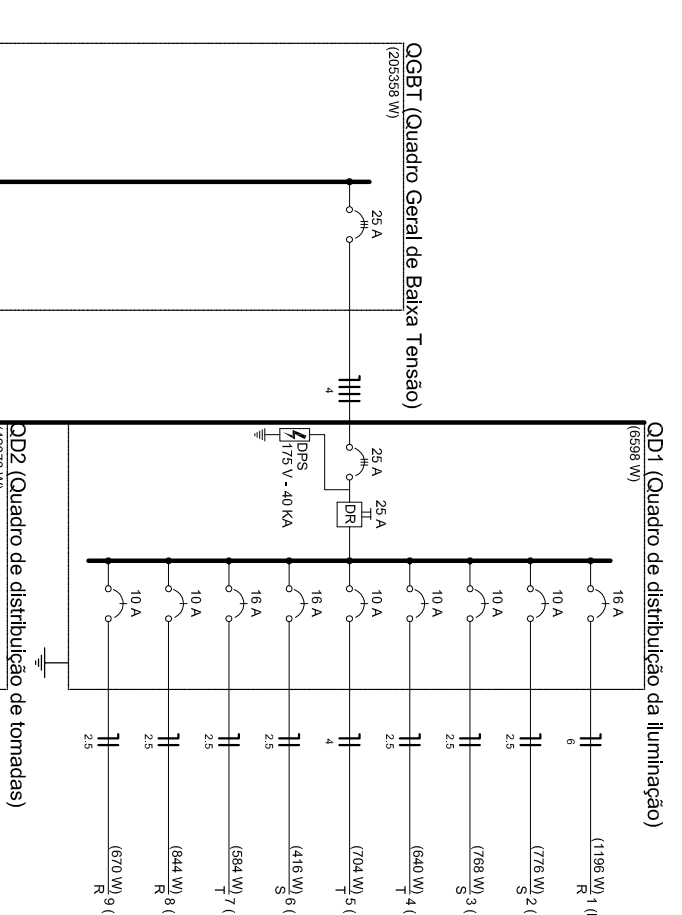 QGBT (Quadro Geral de Baixa Tensão)
(205358 W)
25 A
4
QD1 (Quadro de distribuição da iluminação)
(6598 W)
25 A
DPS
175 V - 40 KA
25 A
DR
16 A
6
(1196 W)
R 1 (
10 A
2.5
(776 W)
S 2 (
10 A
2.5
(768 W)
S 3 (
10 A
2.5
(640 W)
T 4 (
10 A
4
(704 W)
T 5 (
16 A
2.5
(416 W)
S 6 (
16 A
2.5
(584 W)
T 7 (
10 A
2.5
(844 W)
R 8 (
10 A
2.5
(670 W)
R 9 (
QD2 (Quadro de distribuição de tomadas)